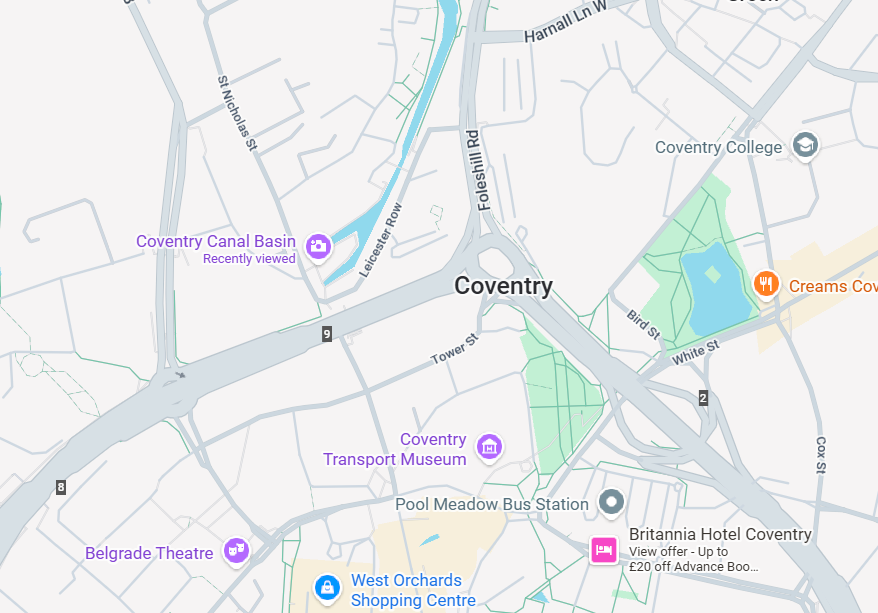 Harnall Ln W
St Nicholas St
Foleshill Rd
Coventry College
Leicester Row
Coventry Canal Basin
Recently viewed
Coventry
Creams Cov
9
Bird St
Tower St
White St
2
Coventry
Transport Museum
Cox St
8
Pool Meadow Bus Station
Britannia Hotel Coventry
View offer - Up to
£20 off Advance Boo...
Belgrade Theatre
West Orchards
Shopping Centre